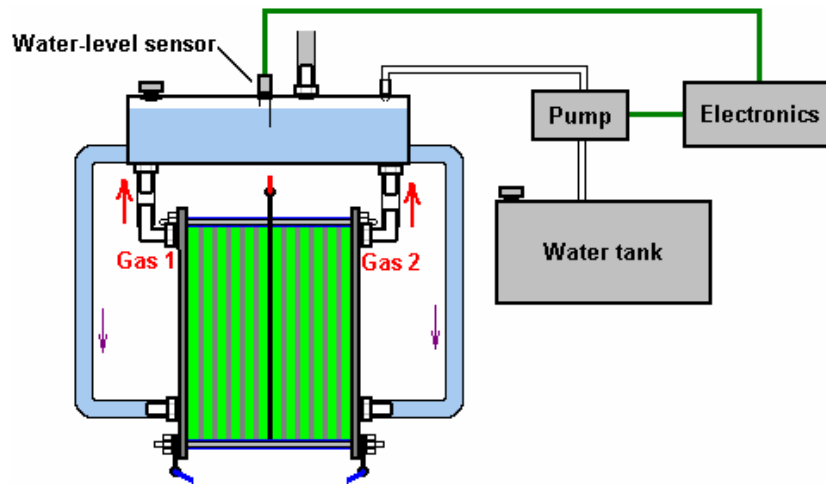 Water-level sensor
Pump
Electronics
Gas 1
Gas 2
Water tank